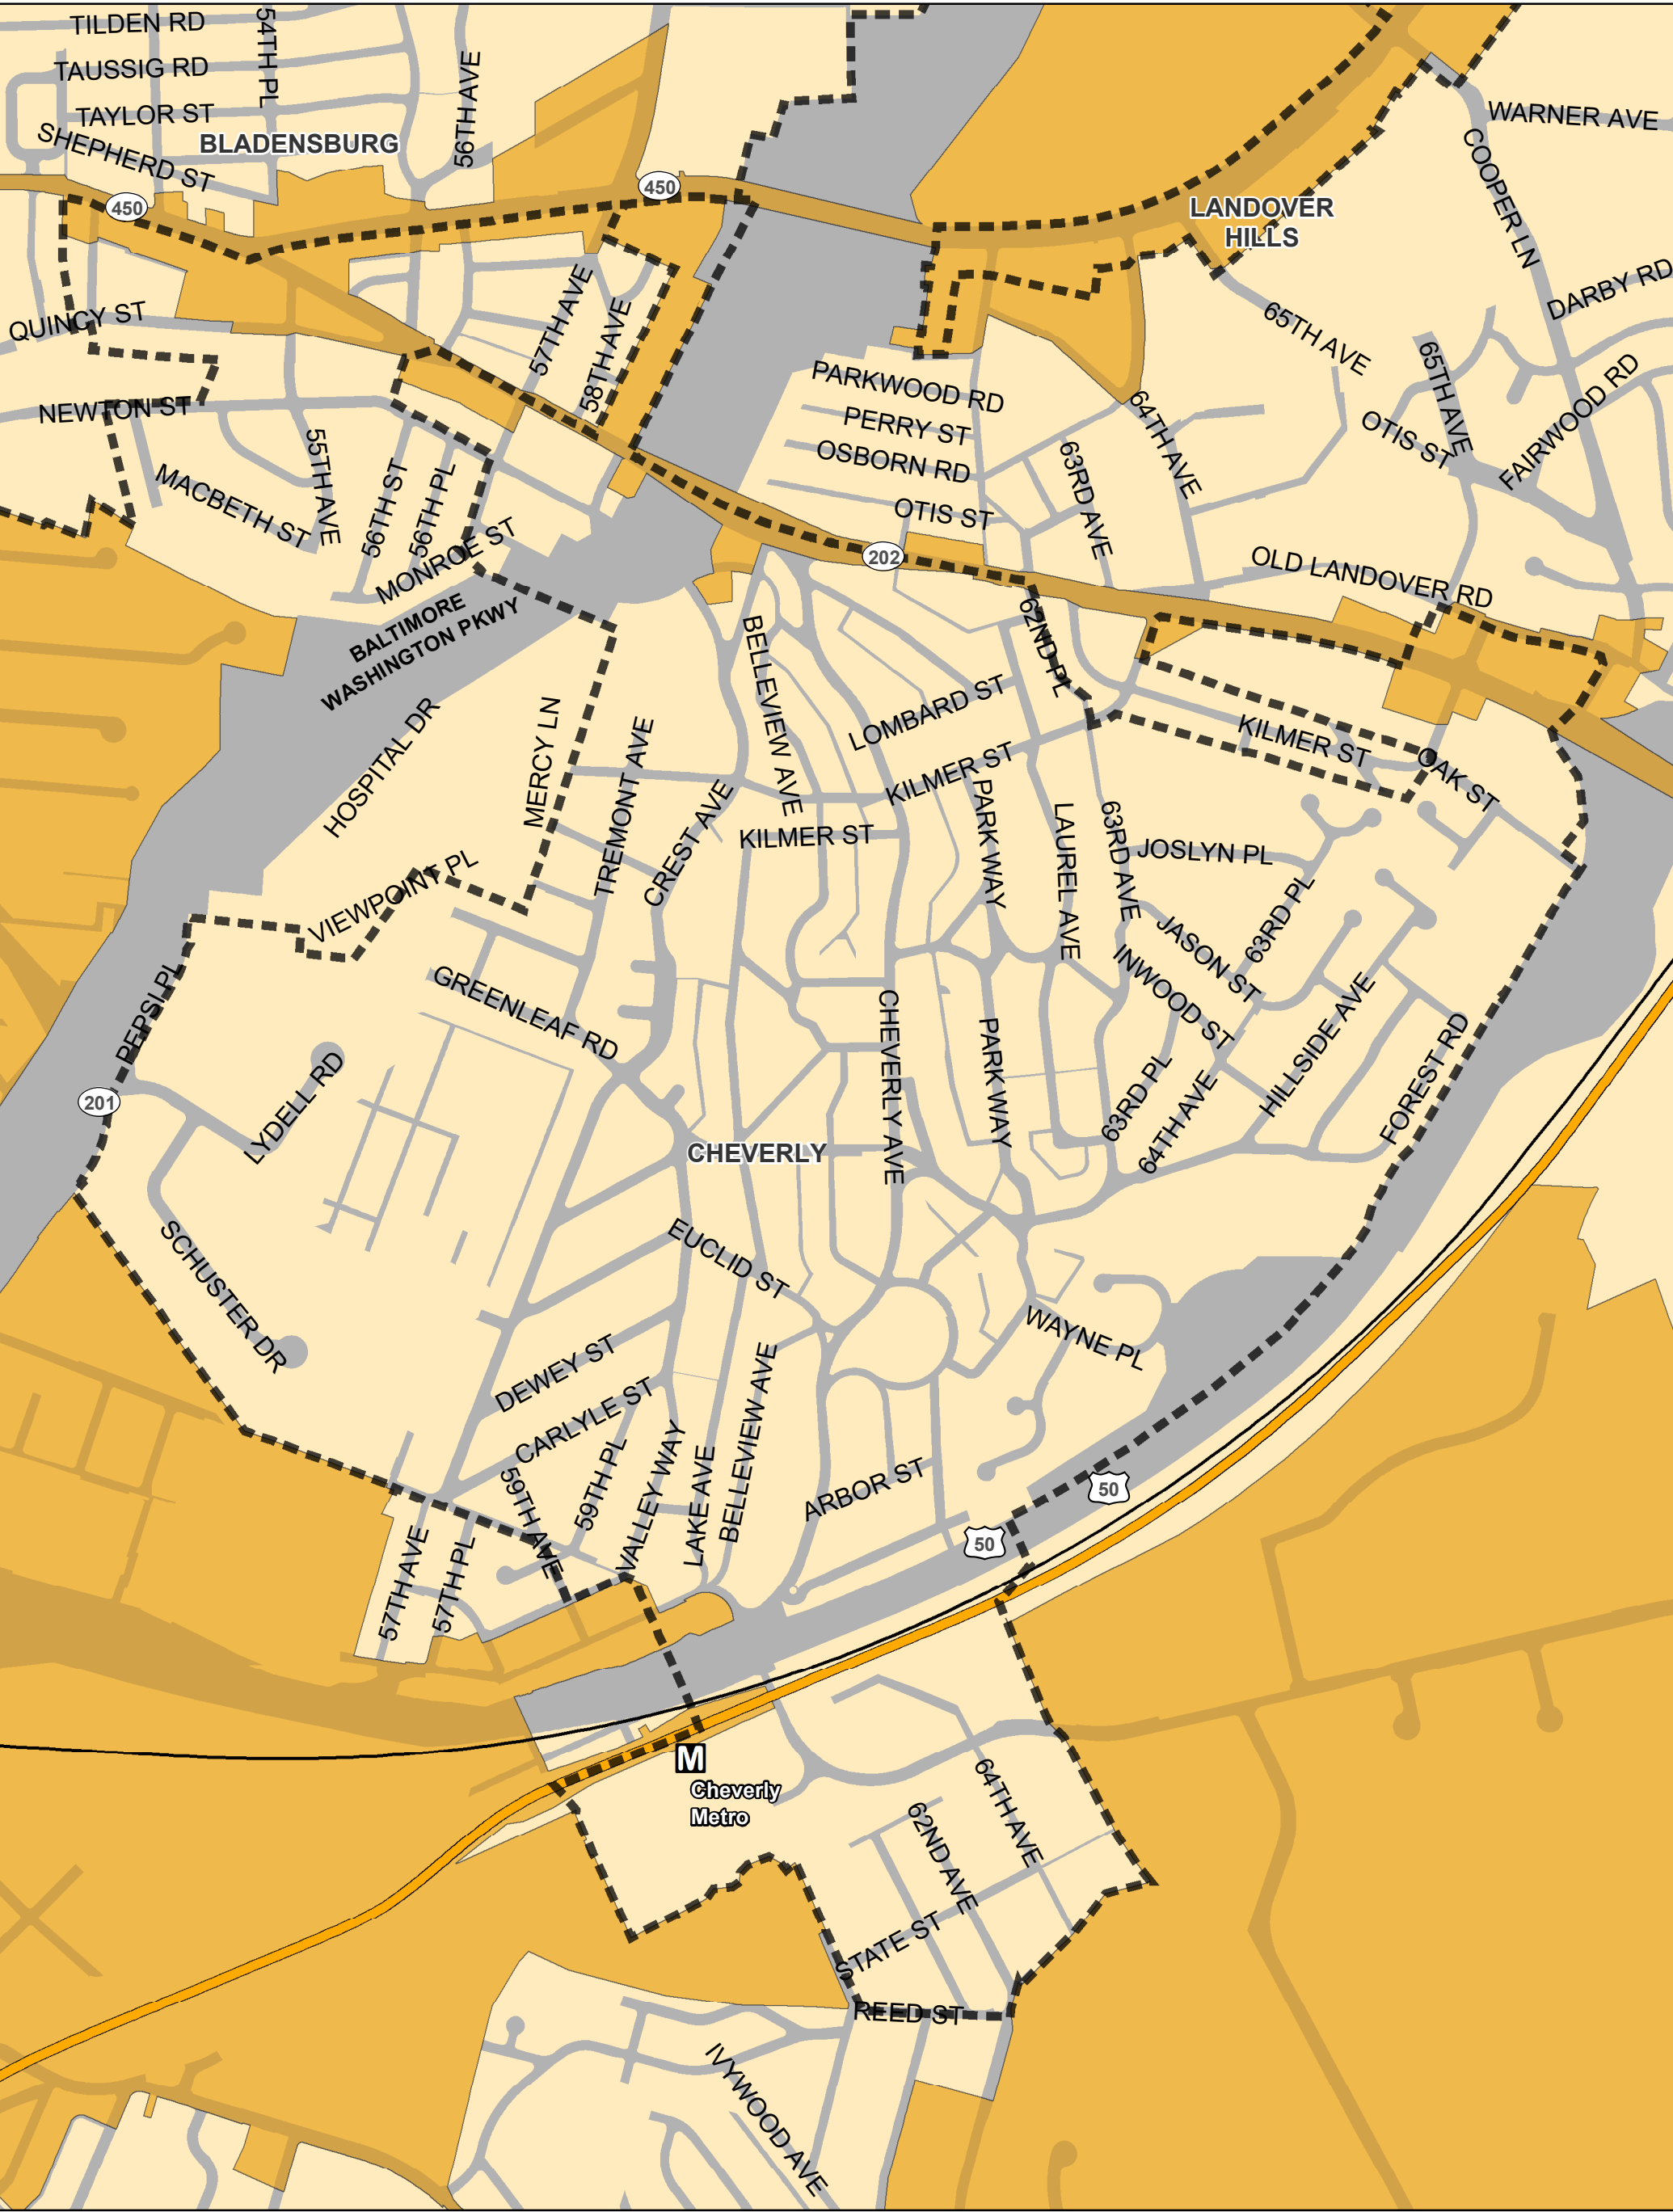 TILDEN RD
54TH PL
TAUSSIG RD
56TH AVE
TAYLOR ST
WARNER AVE
SHEPHERD ST
BLADENSBURG
COOPER LN
450
450
LANDOVER
HILLS
DARBY RD
QUINCY ST
57TH AVE
58TH AVE
65TH AVE
65TH AVE
FAIRWOOD RD
PARKWOOD RD
NEWTON ST
PERRY ST
64TH AVE
OTIS ST
OSBORN RD
63RD AVE
55TH AVE
MACBETH ST
56TH ST
56TH PL
OTIS ST
MONROE ST
202
OLD LANDOVER RD
BALTIMORE
WASHINGTON PKWY
62ND PL
BELLEVIEW AVE
HOSPITAL DR
MERCY LN
LOMBARD ST
TREMONT AVE
KILMER ST
KILMER ST
OAK ST
CREST AVE
PARK WAY
LAUREL AVE
63RD AVE
KILMER ST
JOSLYN PL
VIEWPOINT PL
63RD PL
JASON ST
INWOOD ST
PEPSI PL
GREENLEAF RD
CHEVERLY AVE
PARK WAY
HILLSIDE AVE
FOREST RD
201
LYDELL RD
63RD PL
64TH AVE
CHEVERLY
SCHUSTER DR
EUCLID ST
WAYNE PL
DEWEY ST
CARLYLE ST
BELLEVIEW AVE
59TH AVE
59TH PL
VALLEY WAY
LAKE AVE
ARBOR ST
50
50
57TH AVE
57TH PL
M
Cheverly
Metro
64TH AVE
62ND AVE
STATE ST
REED ST
IVYWOOD AVE